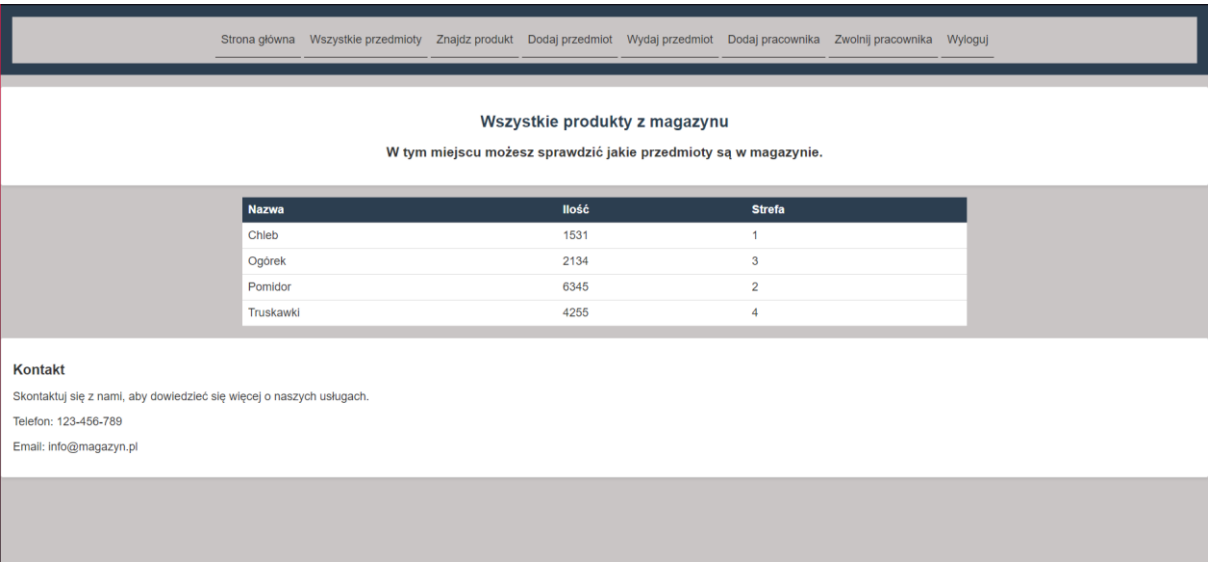 Strona główna Wszystkie przedmioty Znajdz produkt Dodaj przedmiot Wydaj przedmiot Dodaj pracownika Zwolnij pracownika Wyloguj
Wszystkie produkty z magazynu
W tym miejscu możesz sprawdzić jakie przedmioty są w magazynie.
Nazwa Ilość Strefa
Chleb 1531 1
Ogórek 2134 3
Pomidor 6345 2
Truskawki 4255 4
Kontakt
Skontaktuj się z nami, aby dowiedzieć się więcej o naszych usługach.
Telefon: 123-456-789
Email: info@magazyn.pl